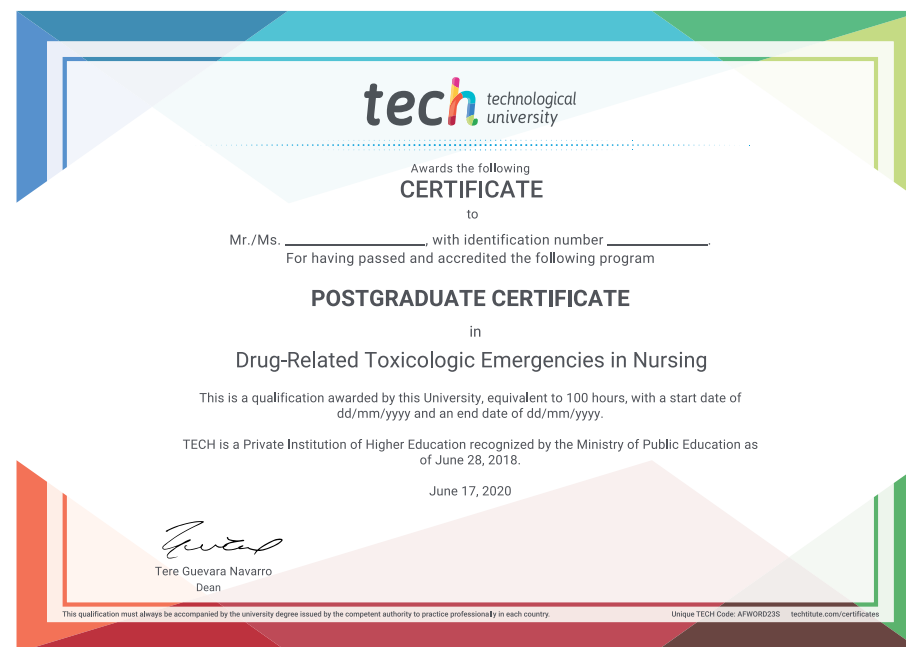 tech technological
university
Awards the following
CERTIFICATE
to
Mr./Ms. ____________________, with identification number ______________.
For having passed and accredited the following program
POSTGRADUATE CERTIFICATE
in
Drug-Related Toxicologic Emergencies in Nursing
This is a qualification awarded by this University, equivalent to 100 hours, with a start date of
dd/mm/yyyy and an end date of dd/mm/yyyy.
TECH is a Private Institution of Higher Education recognized by the Ministry of Public Education as
of June 28, 2018.
June 17, 2020
Tere Guevara Navarro
Dean
This qualification must always be accompanied by the university degree issued by the competent authority to practice professionally in each country. Unique TECH Code: AFWORD23S techtitute.com/certificates